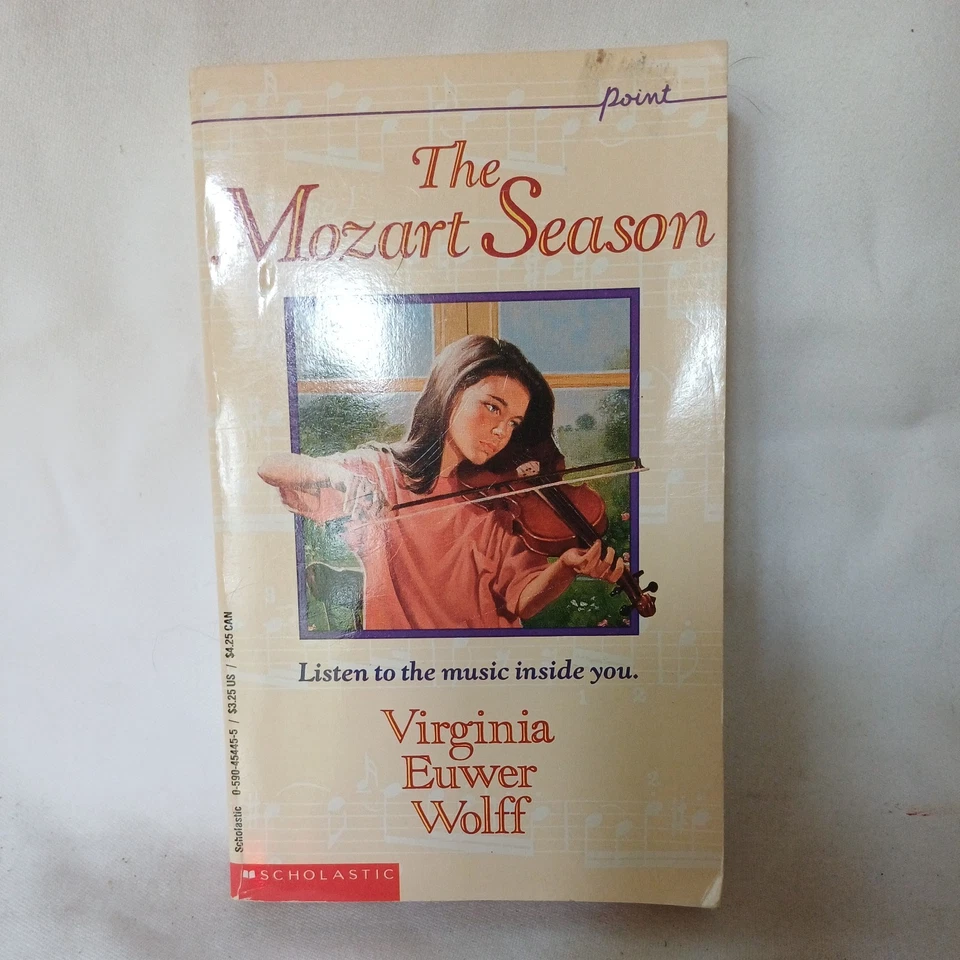 point
The
Mozart Season
Listen to the music inside you.
Virginia
Euwer
Wolff
Scholastic 0-590-45445-5 / $3.25 US / $4.25 CAN
SCHOLASTIC